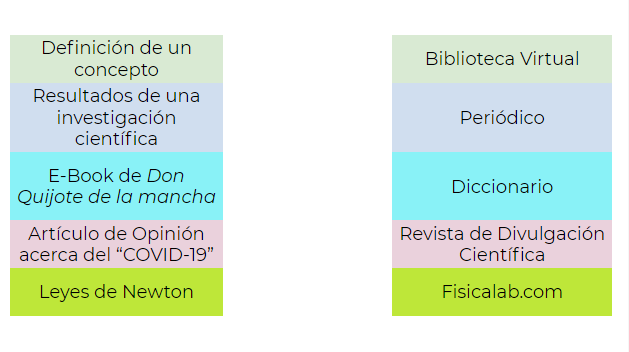 Definición de un
concepto
Resultados de una
investigación
científica
E-Book de Don
Quijote de la mancha
Artículo de Opinión
acerca del “COVID-19”
Leyes de Newton
Biblioteca Virtual
Periódico
Diccionario
Revista de Divulgación
Científica
Fisicalab.com